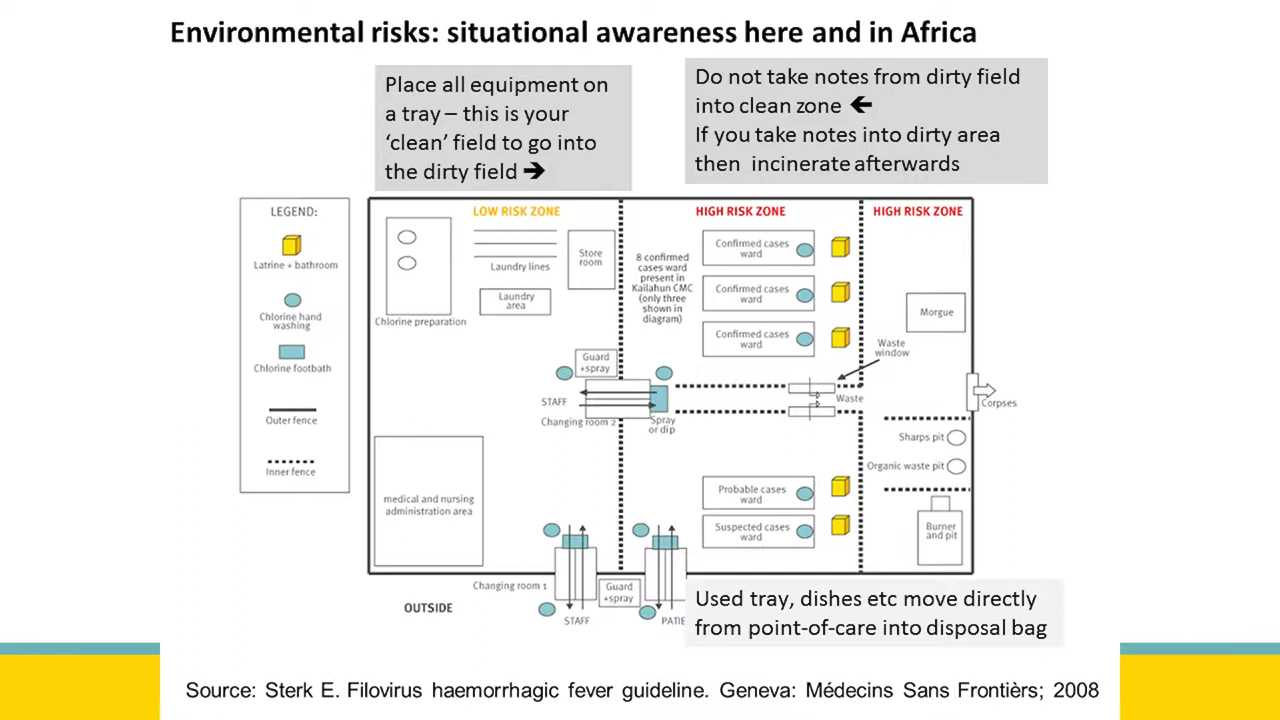 Environmental risks: situational awareness here and in Africa
Place all equipment on
a tray – this is your
‘clean’ field to go into
the dirty field →
Do not take notes from dirty field
into clean zone ←
If you take notes into dirty area
then incinerate afterwards
LEGEND:
Latrine + bathroom
Chlorine hand
washing
Chlorine footbath
Outer fence
Inner fence
LOW RISK ZONE
Chlorine preparation
Laundry lines
Laundry
area
Store
room
Guard
+spray
STAFF
Changing room 2
Spray
or dip
medical and nursing
administration area
HIGH RISK ZONE
8 confirmed
cases ward
present in
Kailahun CMC
(only three
shown in
diagram)
Confirmed cases
ward
Confirmed cases
ward
Confirmed cases
ward
Waste
window
Waste
Probable cases
ward
Suspected cases
ward
HIGH RISK ZONE
Morgue
Corpses
Sharps pit
Organic waste pit
Burner
and pit
Changing room 1
Guard
+spray
OUTSIDE
STAFF
PATIE
Used tray, dishes etc move directly
from point-of-care into disposal bag
Source: Sterk E. Filovirus haemorrhagic fever guideline. Geneva: Médecins Sans Frontièrs; 2008